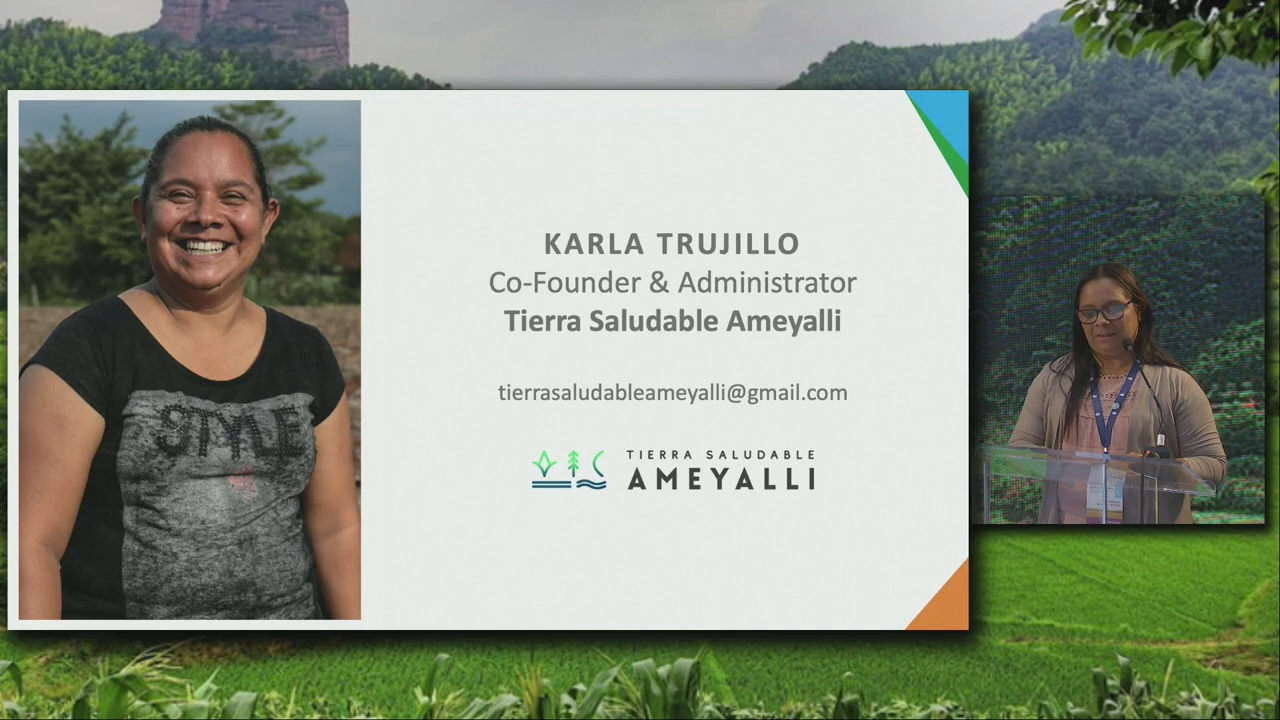 STYLE
KARLA TRUJILLO
Co-Founder & Administrator
Tierra Saludable Ameyalli
tierrasaludableameyalli@gmail.com
TIERRA SALUDABLE
AMEYALLI